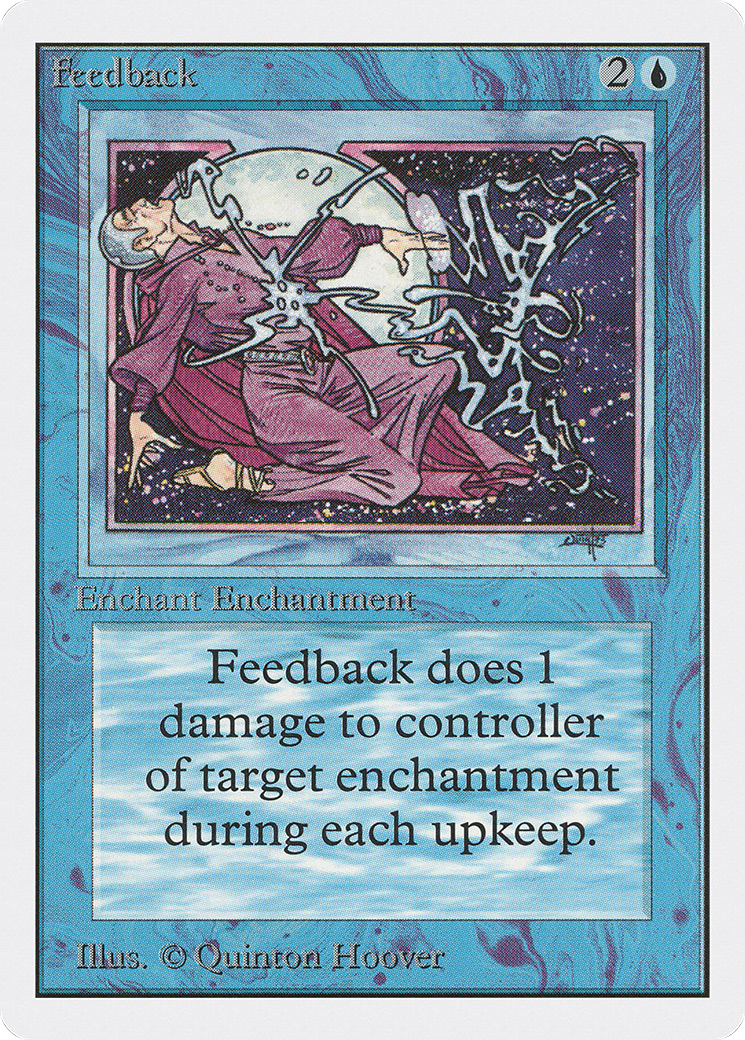 Feedback 2
Enchant Enchantment
Feedback does 1
damage to controller
of target enchantment
during each upkeep.
Illus. © Quinton Hoover